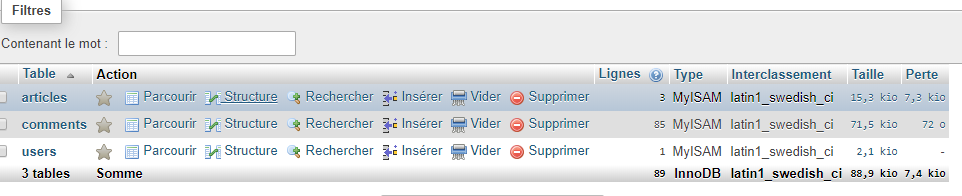 Filtres
Contenant le mot :
Table Action Lignes Type Interclassement Taille Perte
articles Parcourir Structure Rechercher Insérer Vider Supprimer 3 MyISAM latin1_swedish_ci 15,3 kio 7,3 kio
comments Parcourir Structure Rechercher Insérer Vider Supprimer 85 MyISAM latin1_swedish_ci 71,5 kio 72 o
users Parcourir Structure Rechercher Insérer Vider Supprimer 1 MyISAM latin1_swedish_ci 2,1 kio -
3 tables Somme 89 InnoDB latin1_swedish_ci 88,9 kio 7,4 kio